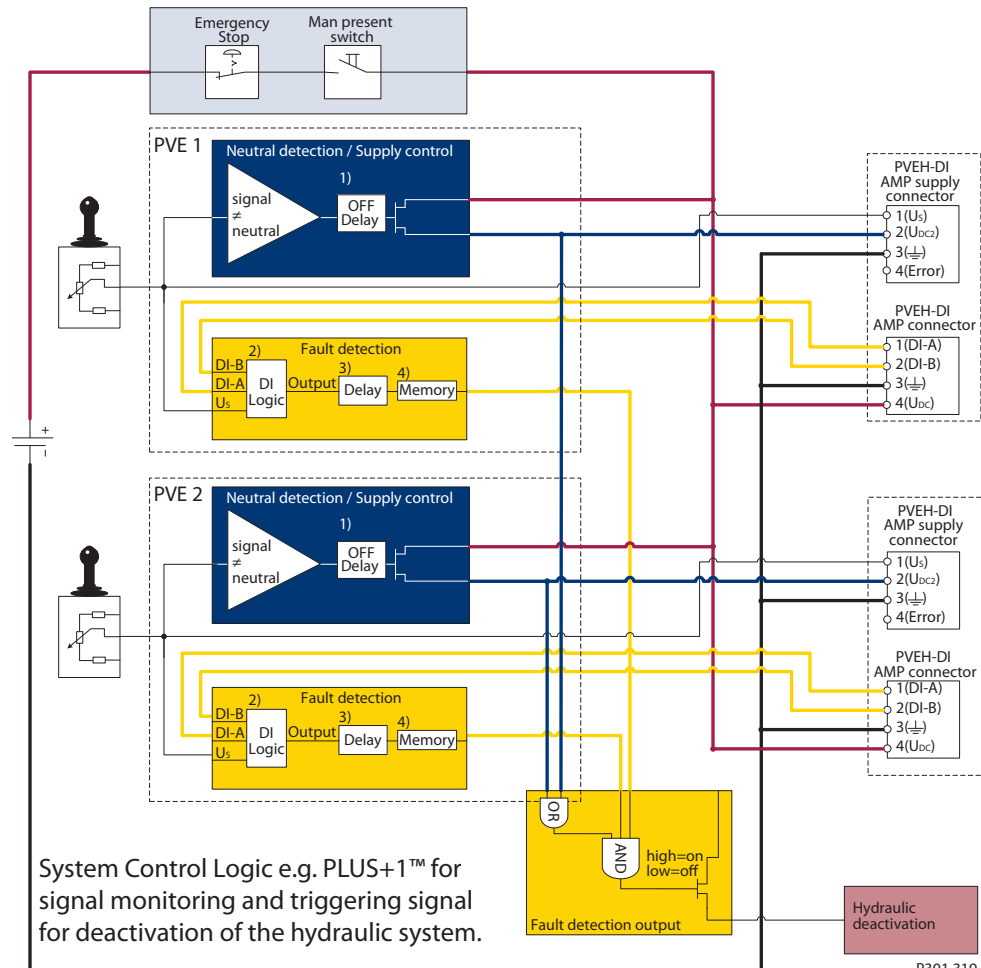 Emergency
Stop
Man present
switch
PVE 1
Neutral detection / Supply control
1)
signal
≠
neutral
OFF
Delay
PVEH-DI
AMP supply
connector
1(Us)
2(UDC2)
3(⏚)
4(Error)
Fault detection
2)
3)
4)
DI-B
DI-A
Us
DI
Logic
Output
Delay
Memory
PVEH-DI
AMP connector
1(DI-A)
2(DI-B)
3(⏚)
4(UDC)
+
–
PVE 2
Neutral detection / Supply control
1)
signal
≠
neutral
OFF
Delay
PVEH-DI
AMP supply
connector
1(Us)
2(UDC2)
3(⏚)
4(Error)
Fault detection
2)
3)
4)
DI-B
DI-A
Us
DI
Logic
Output
Delay
Memory
PVEH-DI
AMP connector
1(DI-A)
2(DI-B)
3(⏚)
4(UDC)
OR
AND
high=on
low=off
Fault detection output
Hydraulic
deactivation
System Control Logic e.g. PLUS+1™ for
signal monitoring and triggering signal
for deactivation of the hydraulic system.